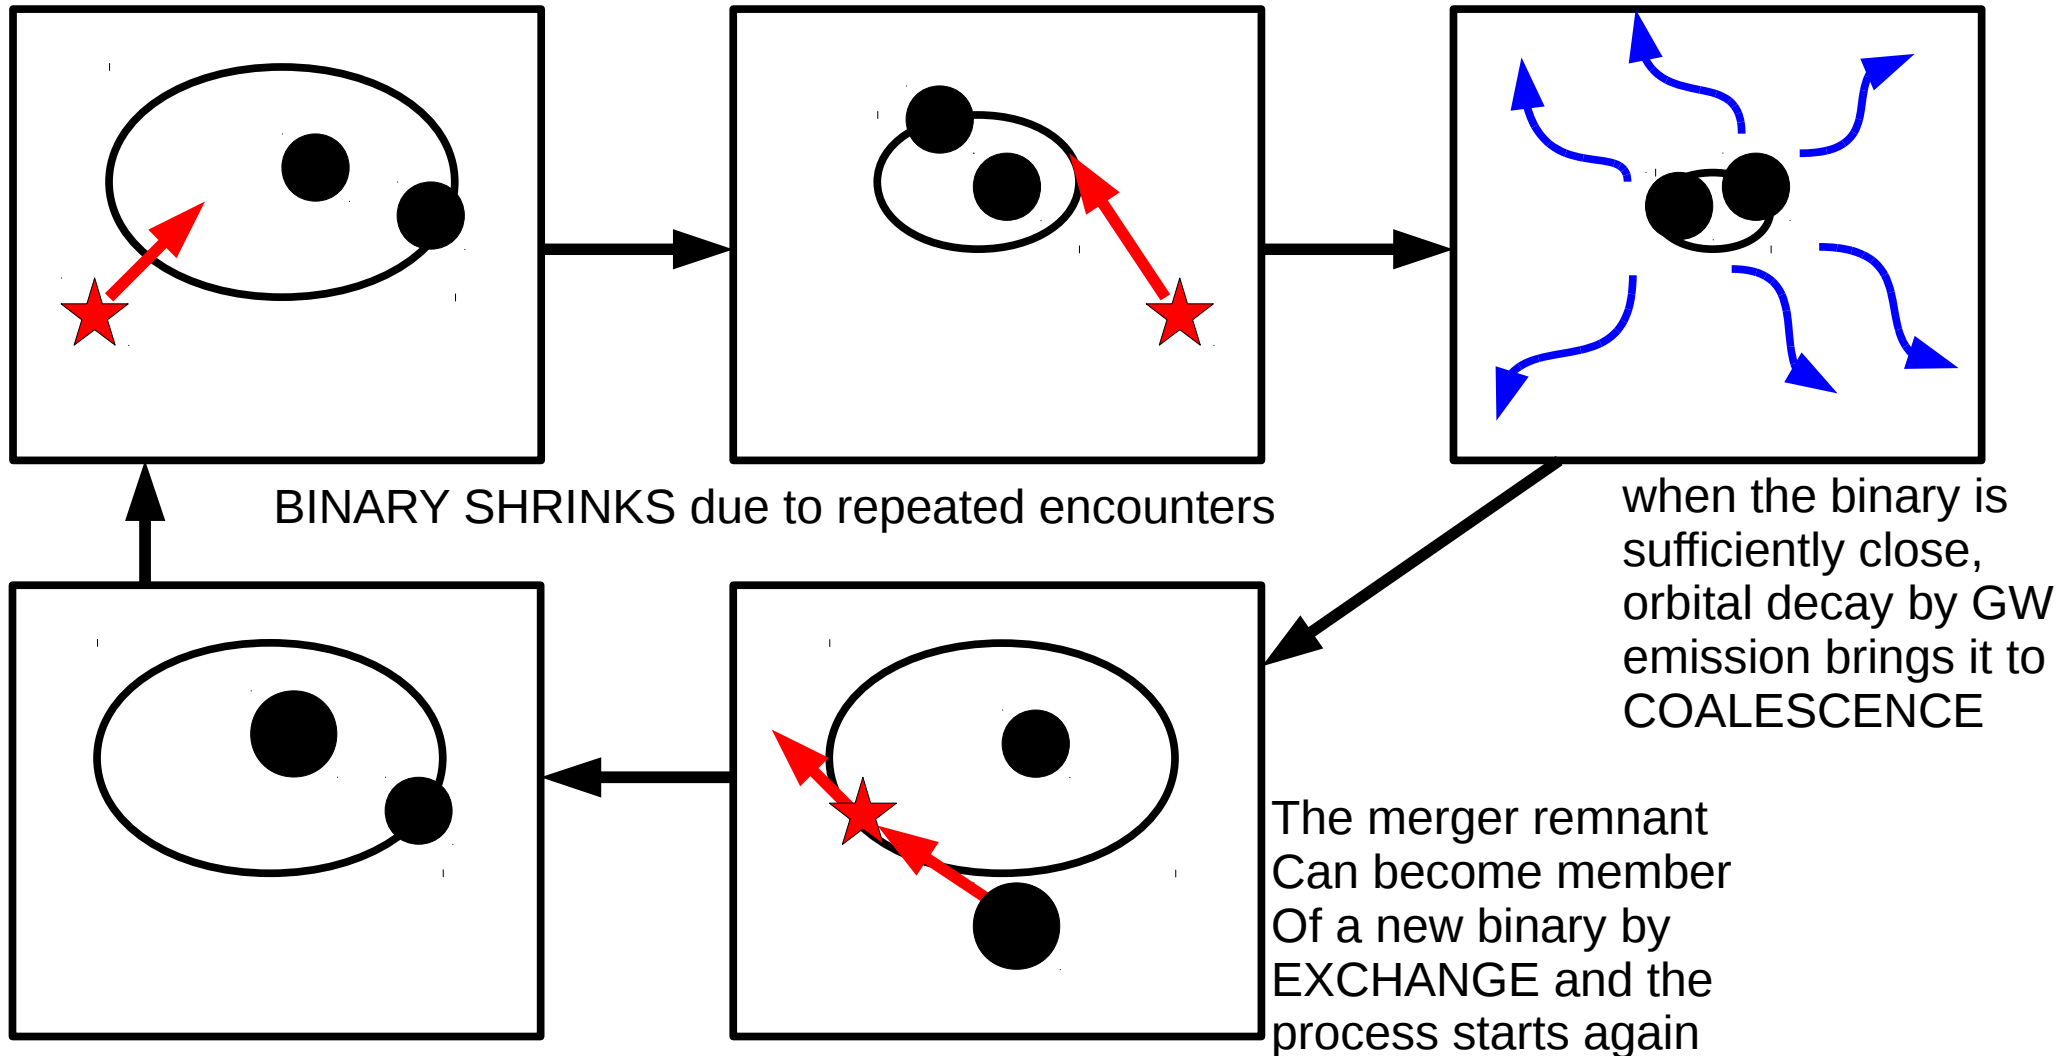 BINARY SHRINKS due to repeated encounters
when the binary is
sufficiently close,
orbital decay by GW
emission brings it to
COALESCENCE
The merger remnant
Can become member
Of a new binary by
EXCHANGE and the
process starts again